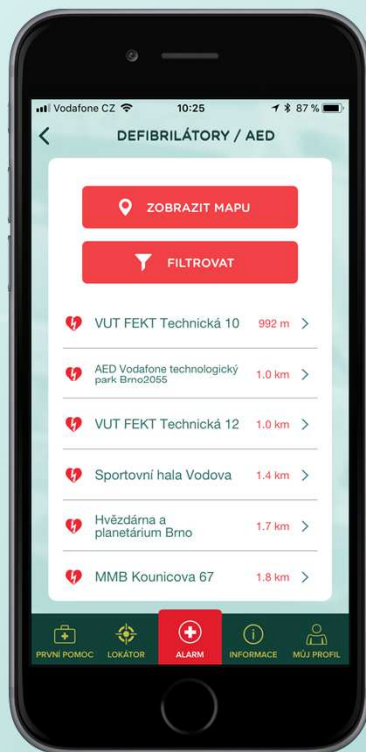 Vodafone CZ 10:25 87 %
DEFIBRILÁTORY / AED
ZOBRAZIT MAPU
FILTROVAT
VUT FEKT Technická 10 992 m
AED Vodafone technologický
park Brno2055 1.0 km
VUT FEKT Technická 12 1.0 km
Sportovní hala Vodova 1.4 km
Hvězdárna a
planetárium Brno 1.7 km
MMB Kounicova 67 1.8 km
PRVNÍ POMOC LOKÁTOR ALARM INFORMACE MŮJ PROFIL